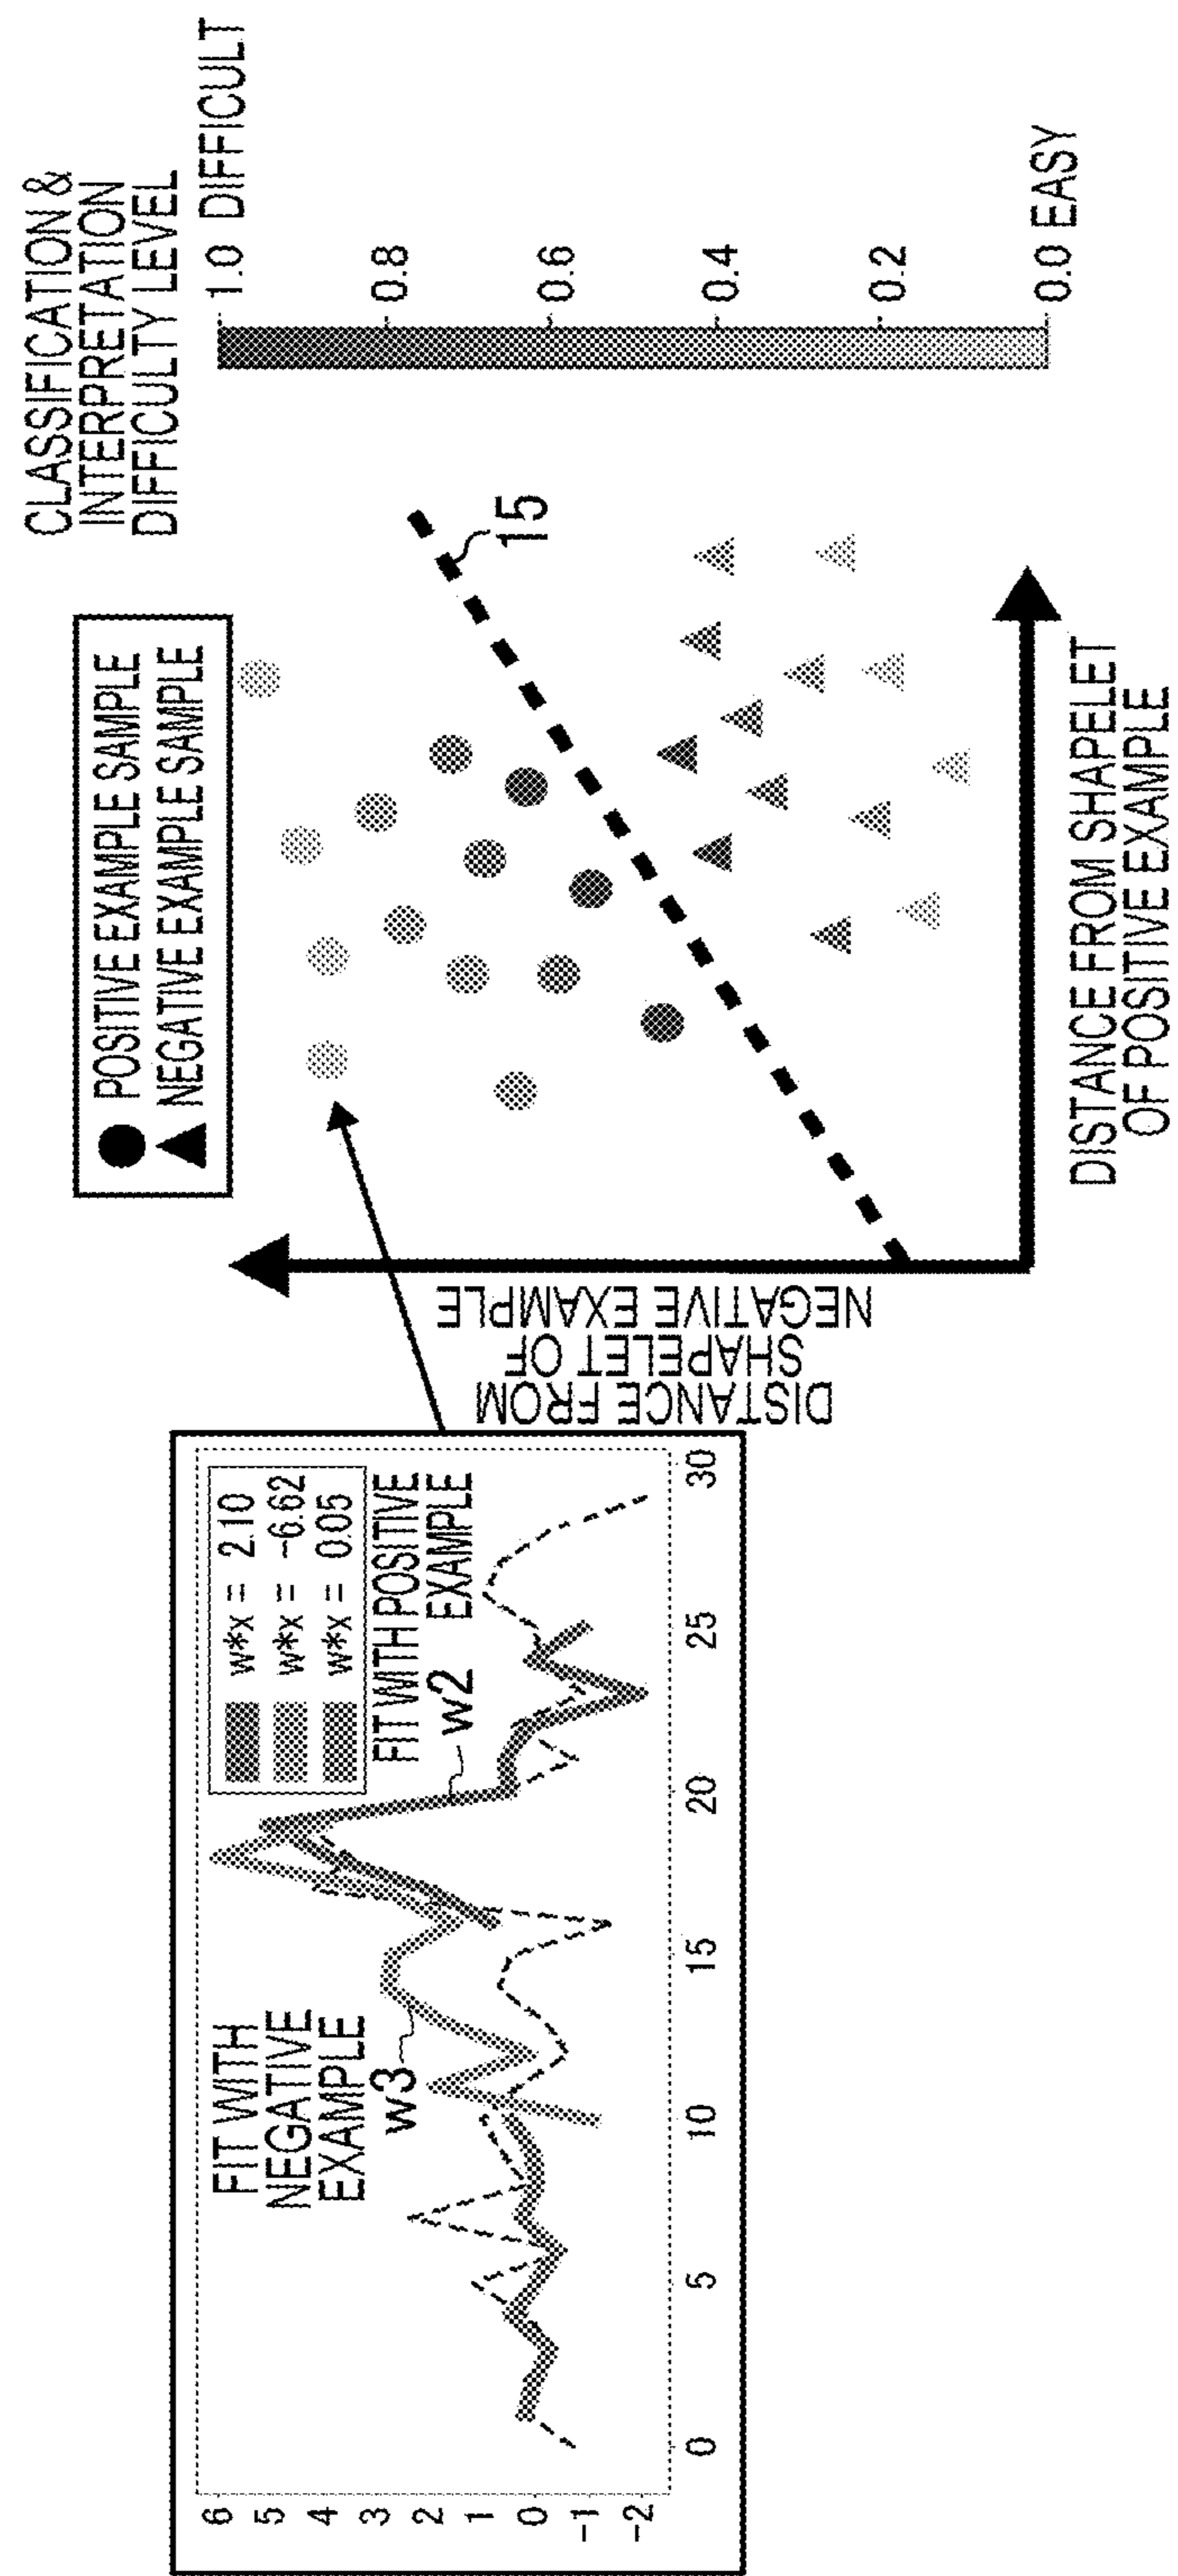 FIT WITH
NEGATIVE
EXAMPLE
w3
w*x = 2.10
w*x = -6.62
w*x = 0.05
FIT WITH POSITIVE
EXAMPLE
w2
6
5
4
3
2
1
0
-1
-2
0
5
10
15
20
25
30
DISTANCE FROM
SHAPELET OF
NEGATIVE EXAMPLE
POSITIVE EXAMPLE SAMPLE
NEGATIVE EXAMPLE SAMPLE
15
DISTANCE FROM SHAPELET
OF POSITIVE EXAMPLE
CLASSIFICATION &
INTERPRETATION
DIFFICULTY LEVEL
1.0 DIFFICULT
0.8
0.6
0.4
0.2
0.0 EASY